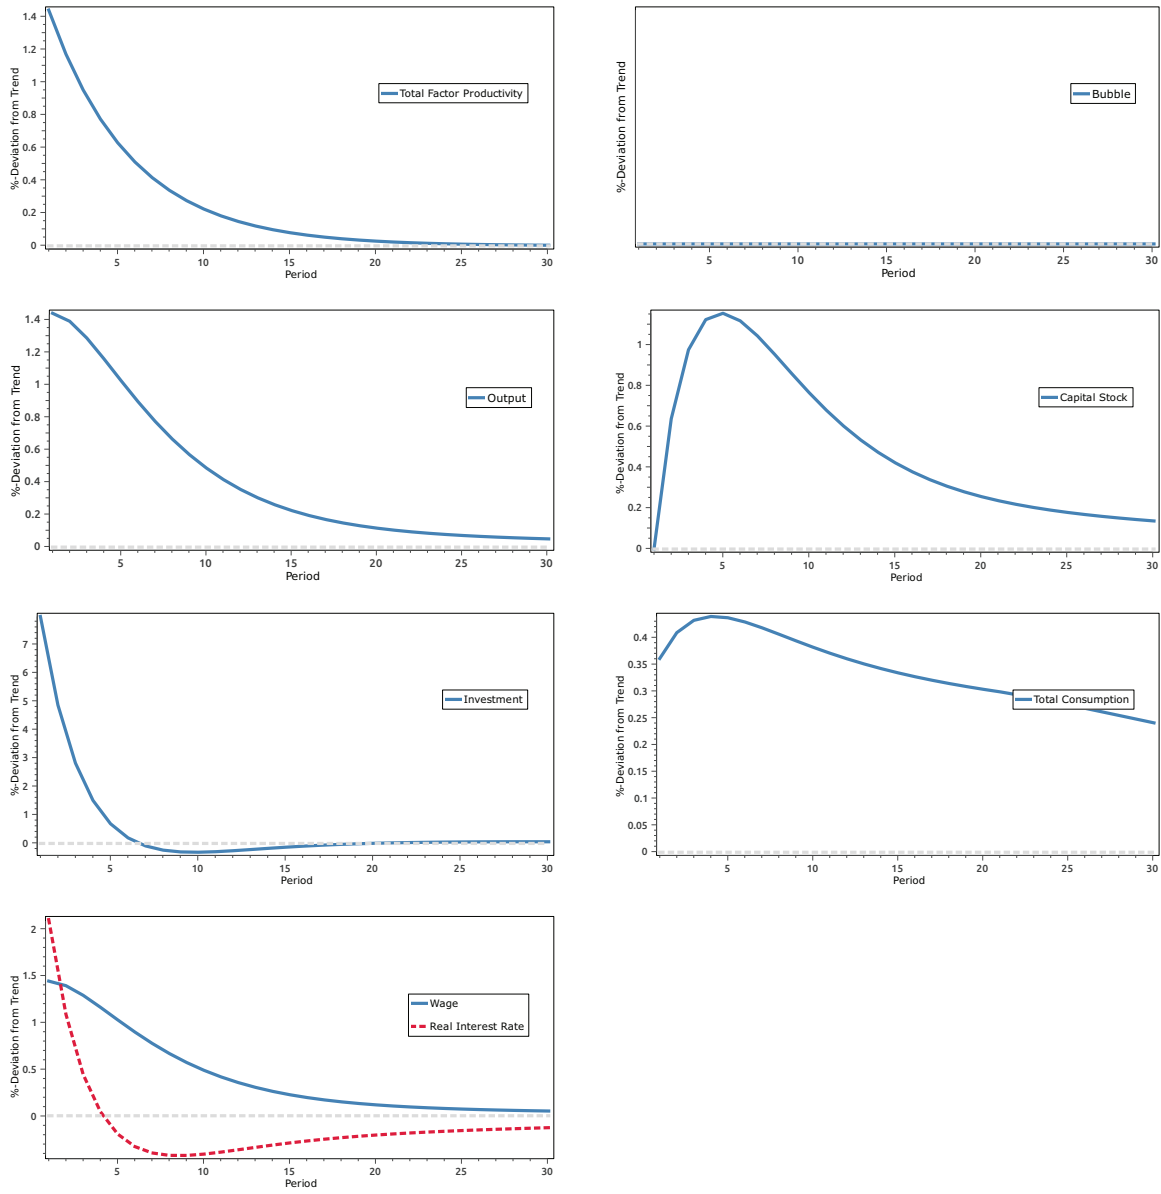 %-Deviation from Trend
1.4
1.2
1
0.8
0.6
0.4
0.2
0
Total Factor Productivity
5 10 15 20 25 30
Period
%-Deviation from Trend
Bubble
5 10 15 20 25 30
Period
%-Deviation from Trend
1.4
1.2
1
0.8
0.6
0.4
0.2
0
Output
5 10 15 20 25 30
Period
%-Deviation from Trend
1
0.8
0.6
0.4
0.2
0
Capital Stock
5 10 15 20 25 30
Period
%-Deviation from Trend
7
6
5
4
3
2
1
0
Investment
5 10 15 20 25 30
Period
%-Deviation from Trend
0.4
0.35
0.3
0.25
0.2
0.15
0.1
0.05
0
Total Consumption
5 10 15 20 25 30
Period
%-Deviation from Trend
2
1.5
1
0.5
0
Wage
Real Interest Rate
5 10 15 20 25 30
Period